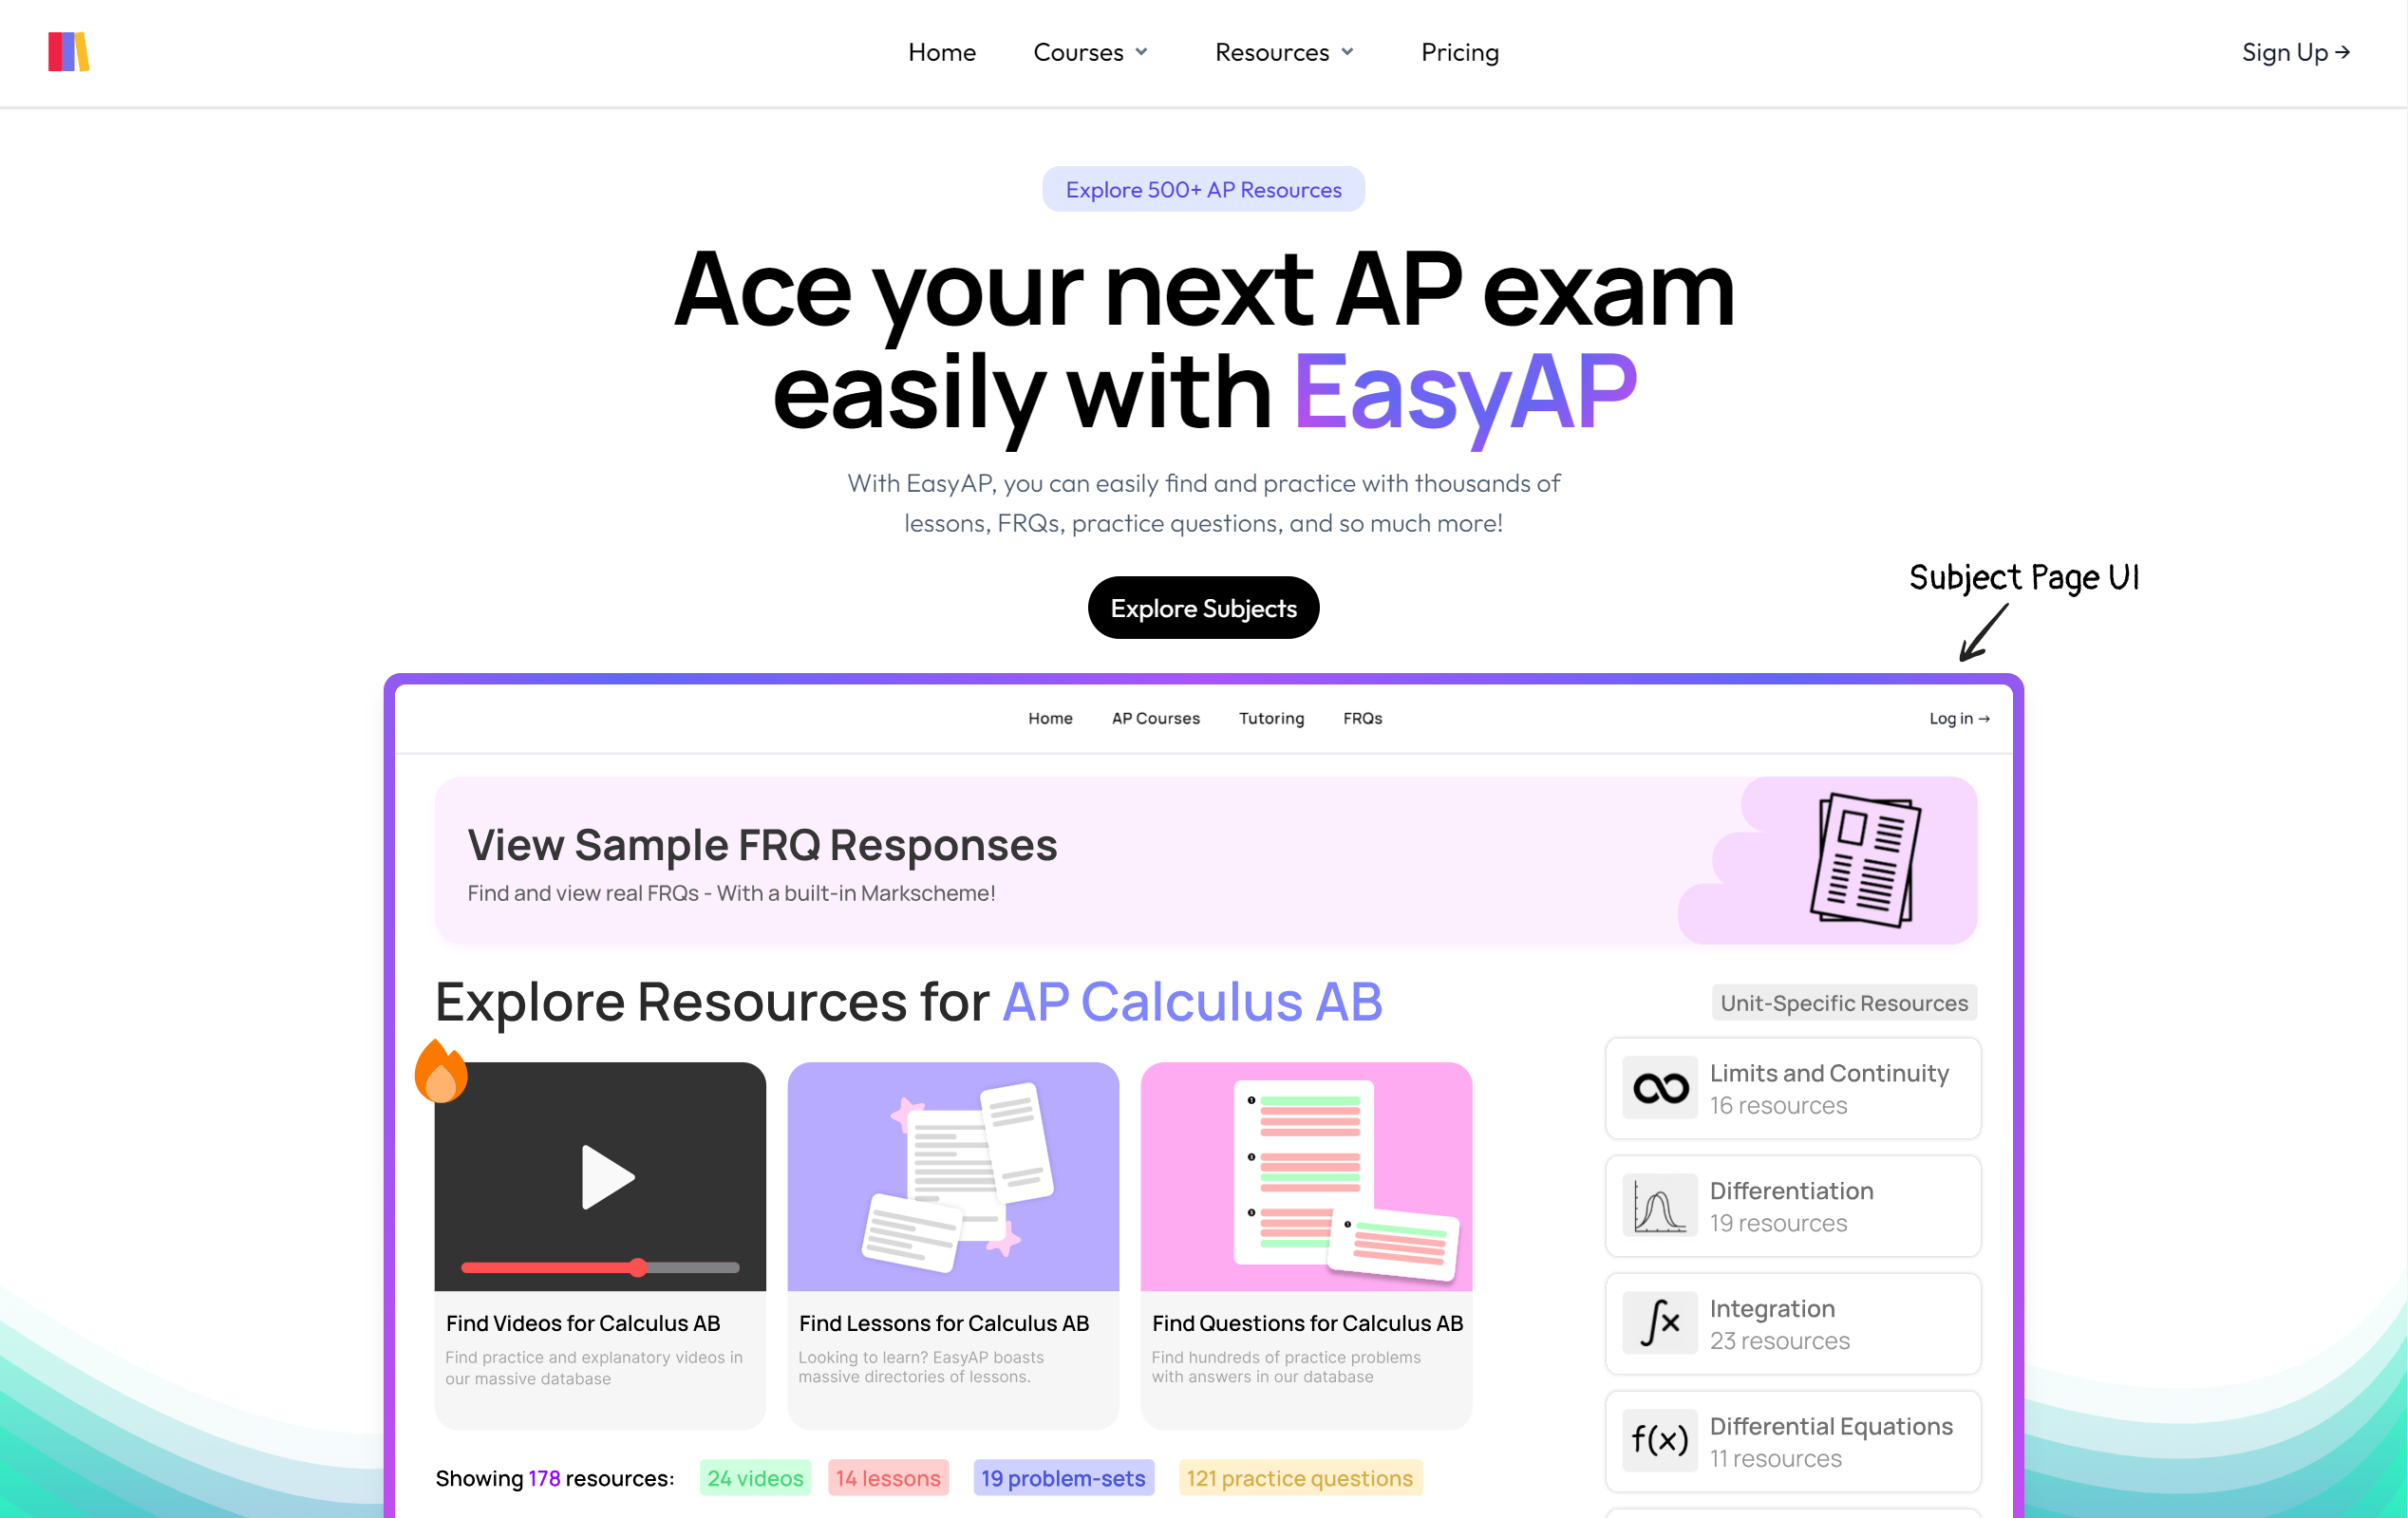 Home
Courses
Resources
Pricing
Sign Up →
Explore 500+ AP Resources
Ace your next AP exam
easily with EasyAP
With EasyAP, you can easily find and practice with thousands of
lessons, FRQs, practice questions, and so much more!
Explore Subjects
Subject Page UI
Home
AP Courses
Tutoring
FRQs
Log in →
View Sample FRQ Responses
Find and view real FRQs - With a built-in Markscheme!
Explore Resources for AP Calculus AB
Find Videos for Calculus AB
Find practice and explanatory videos in
our massive database
Find Lessons for Calculus AB
Looking to learn? EasyAP boasts
massive directories of lessons.
Find Questions for Calculus AB
Find hundreds of practice problems
with answers in our database
Showing 178 resources:
24 videos
14 lessons
19 problem-sets
121 practice questions
Unit-Specific Resources
∞
Limits and Continuity
16 resources
Differentiation
19 resources
∫x
Integration
23 resources
f(x)
Differential Equations
11 resources